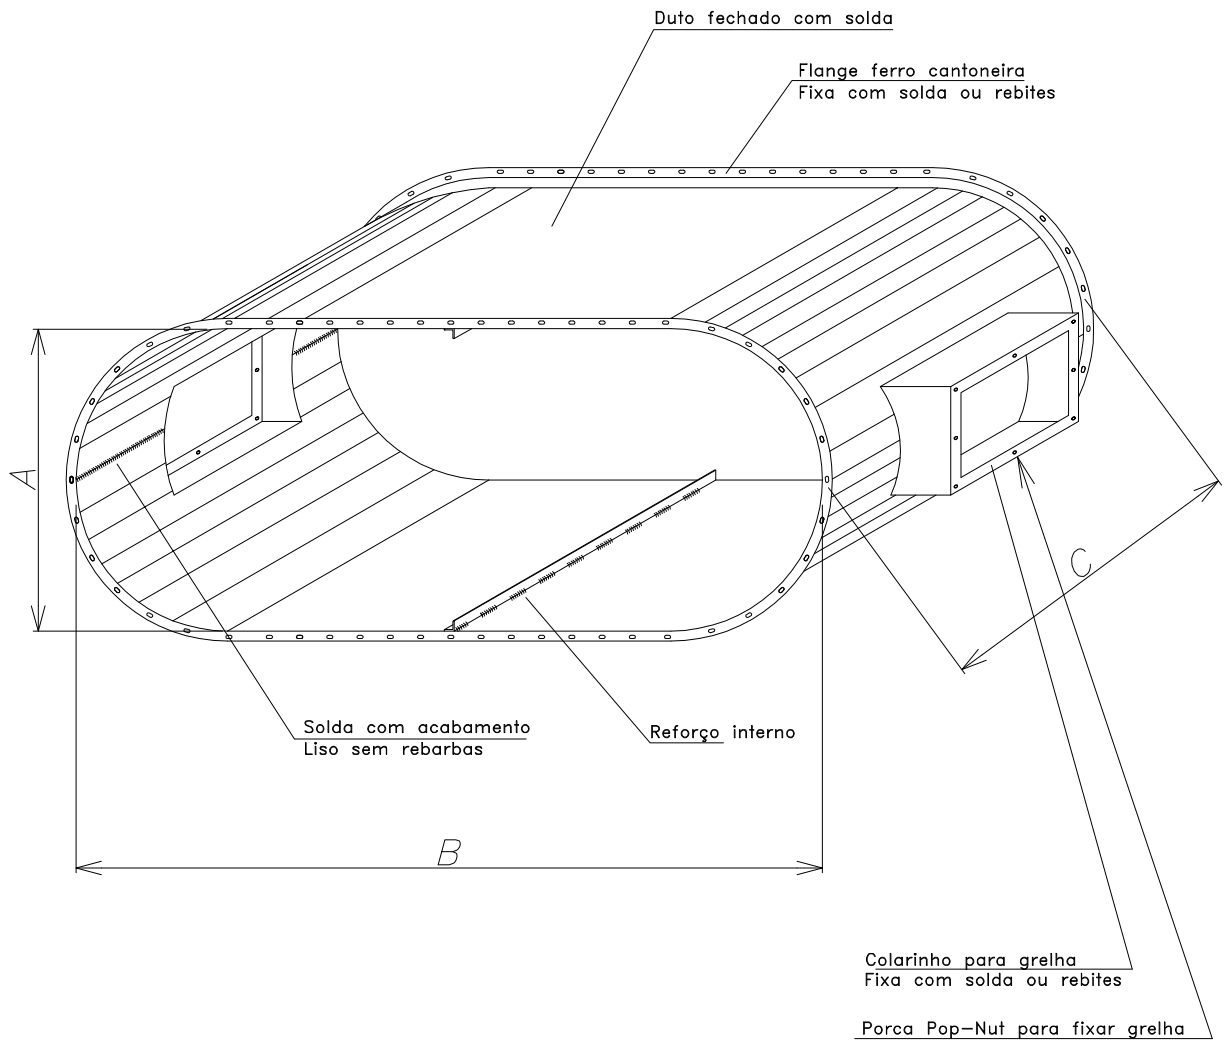 Duto fechado com solda
Flange ferro cantoneira
Fixa com solda ou rebites
A
C
Solda com acabamento
Liso sem rebarbas
Reforço interno
B
Colarinho para grelha
Fixa com solda ou rebites
Porca Pop-Nut para fixar grelha